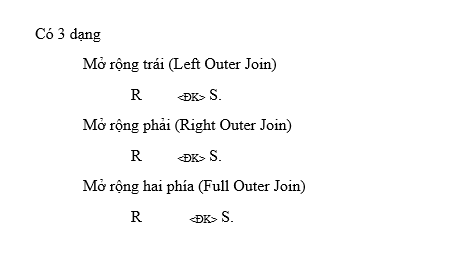 Có 3 dạng
Mở rộng trái (Left Outer Join)
R <ĐK> S.
Mở rộng phải (Right Outer Join)
R <ĐK> S.
Mở rộng hai phía (Full Outer Join)
R <ĐK> S.